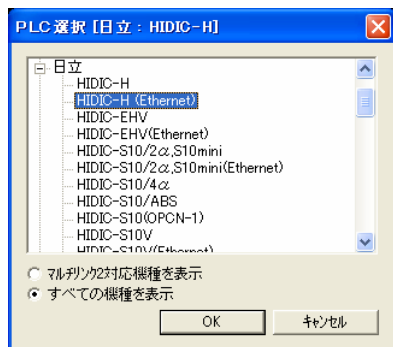 PLC選択 [日立 : HIDIC-H]
日立
HIDIC-H
HIDIC-H (Ethernet)
HIDIC-EHV
HIDIC-EHV(Ethernet)
HIDIC-S10/2α,S10mini
HIDIC-S10/2α,S10mini(Ethernet)
HIDIC-S10/4α
HIDIC-S10/ABS
HIDIC-S10(OPCN-1)
HIDIC-S10V
HIDIC-S10V(Ethernet)
マルチリンク2対応機種を表示
すべての機種を表示
OK
キャンセル